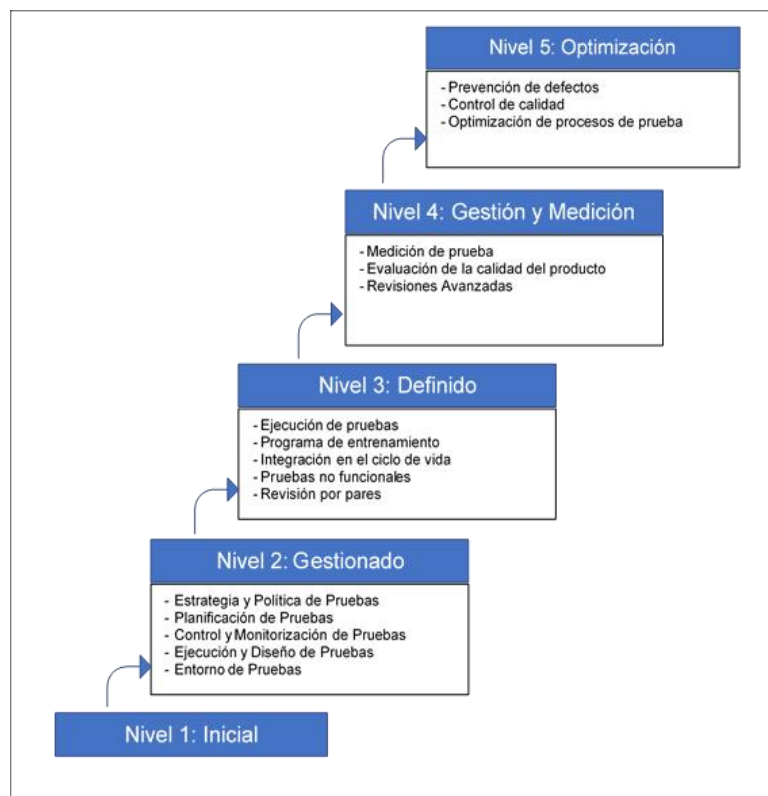 Nivel 5: Optimización
- Prevención de defectos
- Control de calidad
- Optimización de procesos de prueba
Nivel 4: Gestión y Medición
- Medición de prueba
- Evaluación de la calidad del producto
- Revisiones Avanzadas
Nivel 3: Definido
- Ejecución de pruebas
- Programa de entrenamiento
- Integración en el ciclo de vida
- Pruebas no funcionales
- Revisión por pares
Nivel 2: Gestionado
- Estrategia y Política de Pruebas
- Planificación de Pruebas
- Control y Monitorización de Pruebas
- Ejecución y Diseño de Pruebas
- Entorno de Pruebas
Nivel 1: Inicial